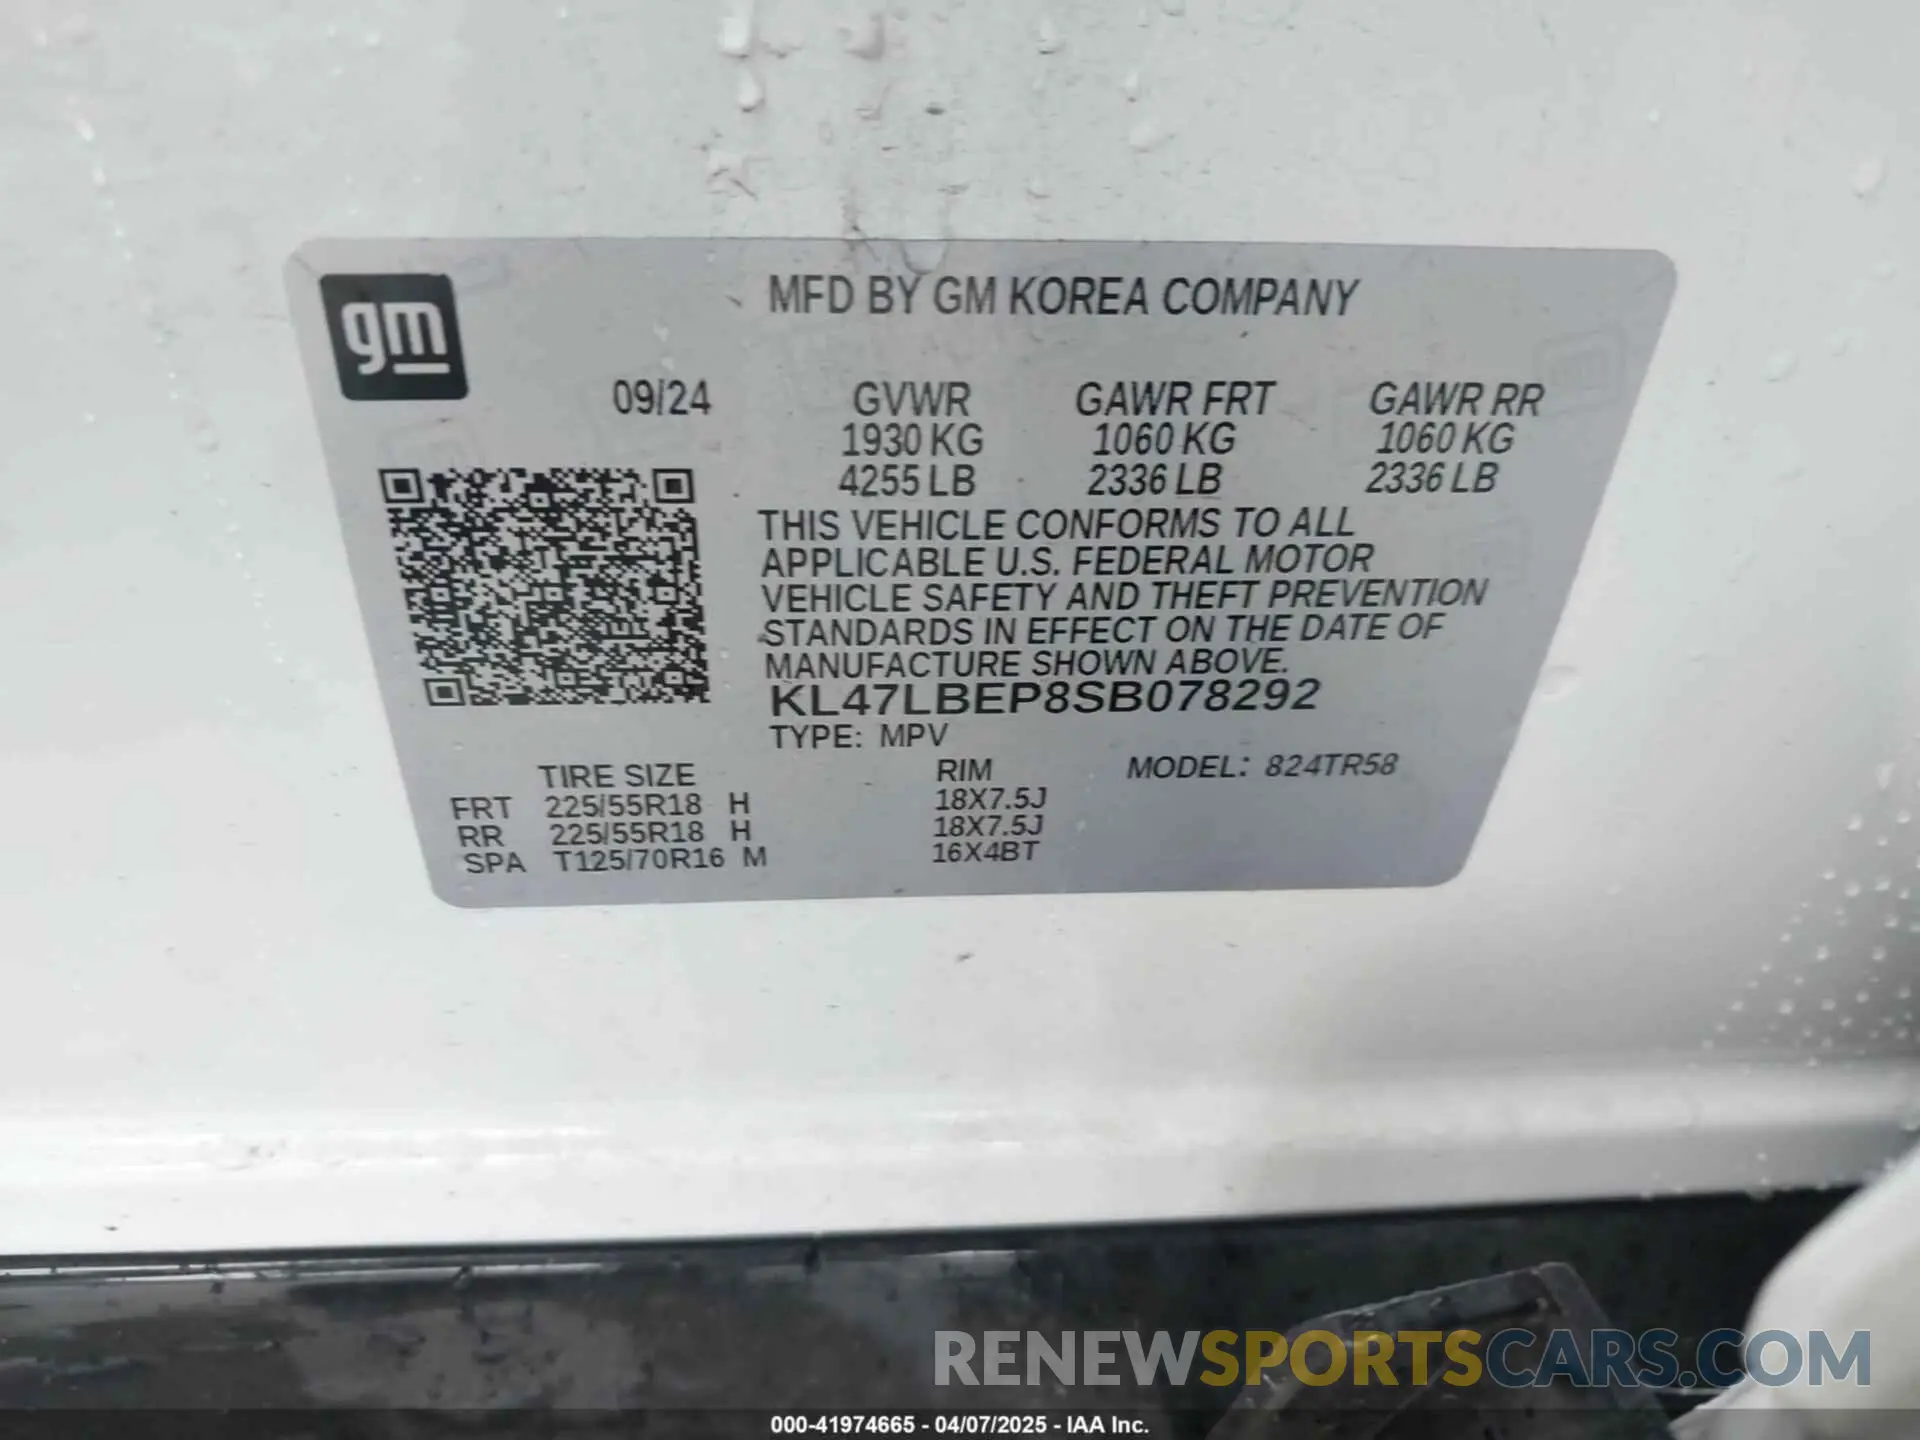 gm
MFD BY GM KOREA COMPANY
09/24 GVWR GAWR FRT GAWR RR
1930 KG 1060 KG 1060 KG
4255 LB 2336 LB 2336 LB
THIS VEHICLE CONFORMS TO ALL
APPLICABLE U.S. FEDERAL MOTOR
VEHICLE SAFETY AND THEFT PREVENTION
STANDARDS IN EFFECT ON THE DATE OF
MANUFACTURE SHOWN ABOVE.
KL47LBEP8SB078292
TYPE: MPV
TIRE SIZE RIM MODEL: 824TR58
FRT 225/55R18 H 18X7.5J
RR 225/55R18 H 18X7.5J
SPA T125/70R16 M 16X4BT
RENEWSPORTSCARS.COM
000-41974665 - 04/07/2025 - IAA Inc.